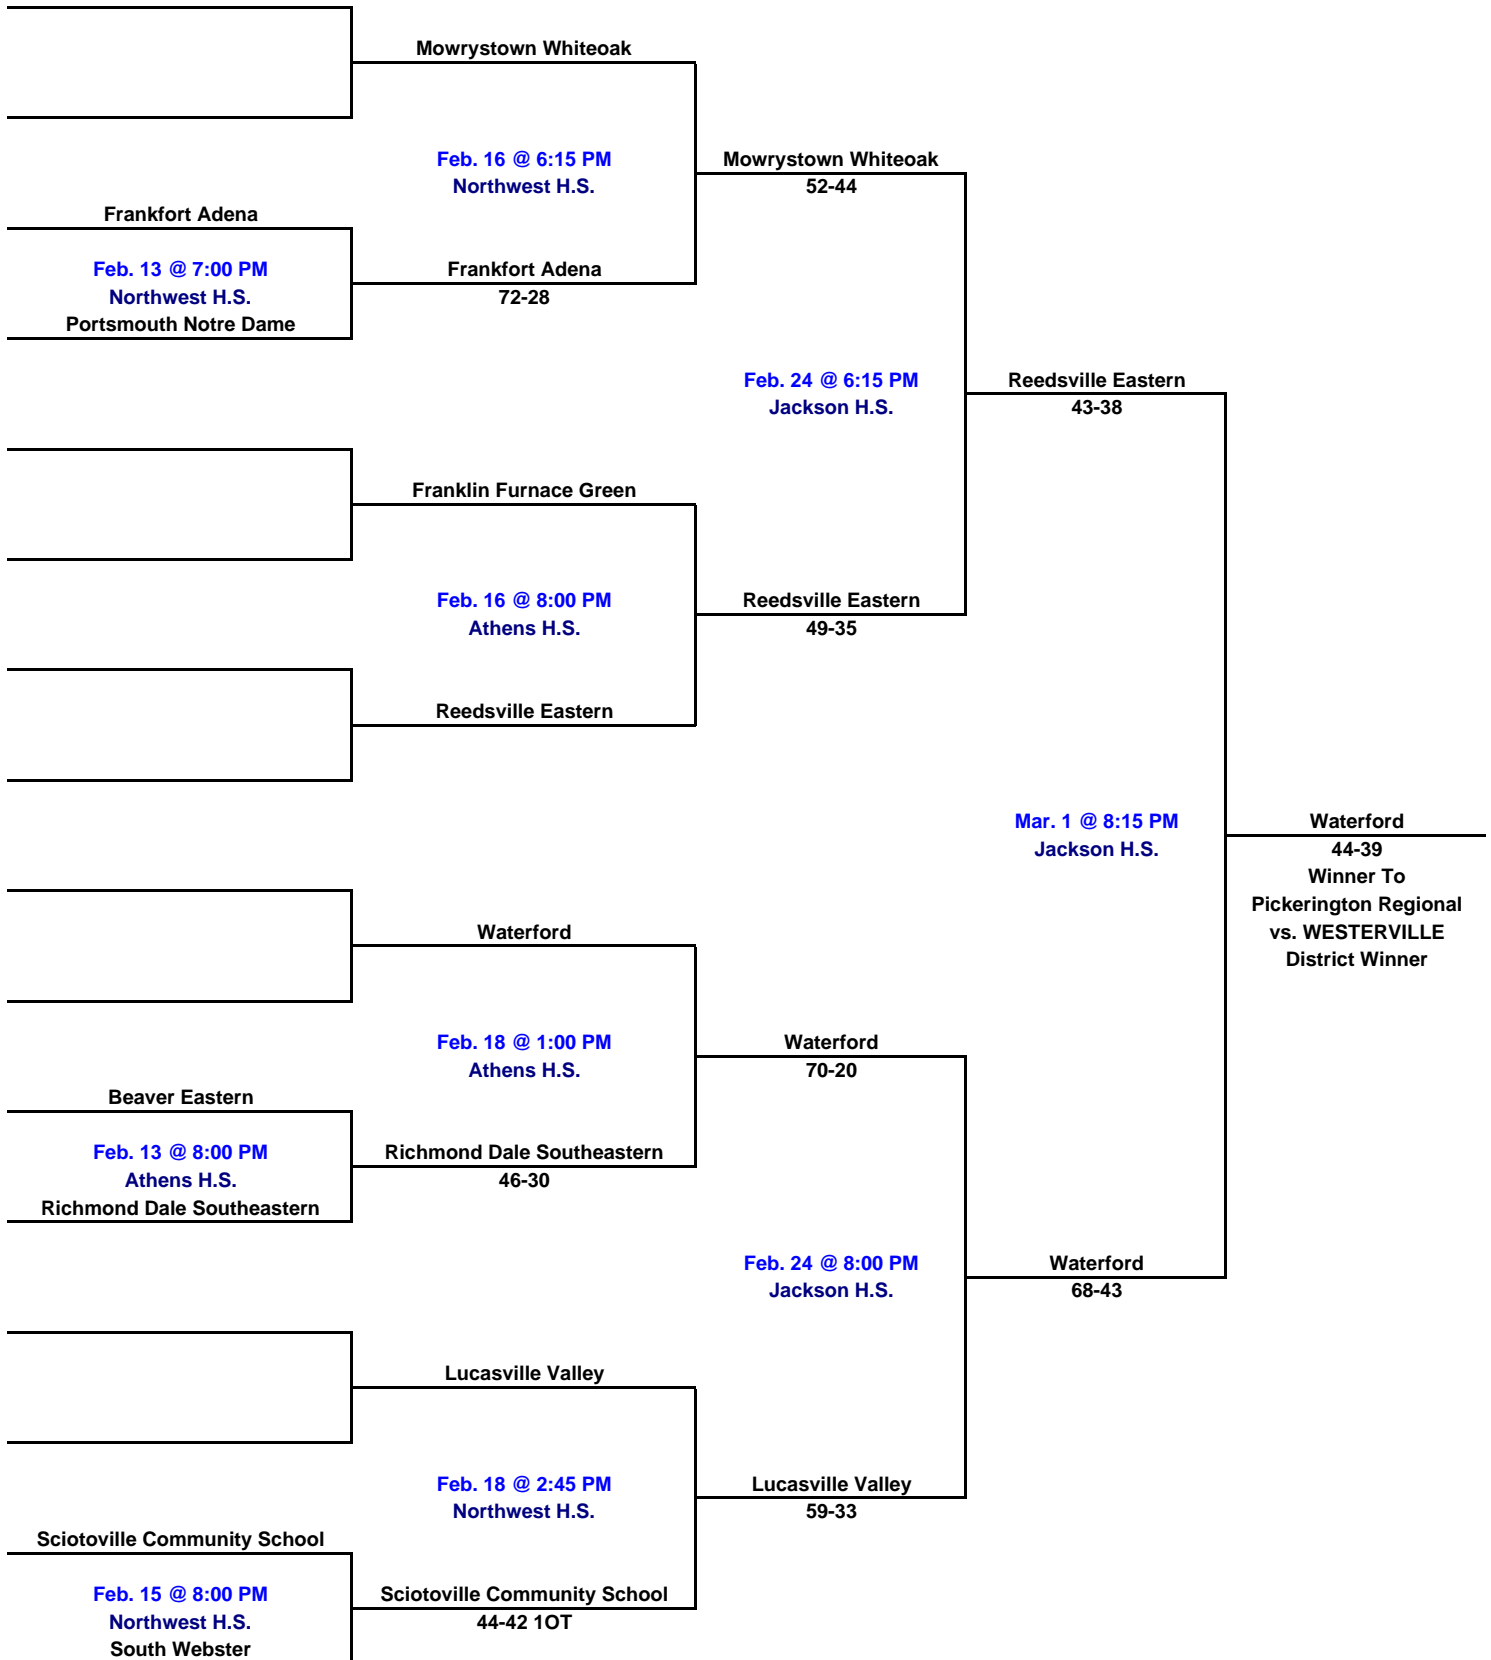 Mowrystown Whiteoak
Feb. 16 @ 6:15 PM
Northwest H.S.
Mowrystown Whiteoak
52-44
Frankfort Adena
Feb. 13 @ 7:00 PM
Northwest H.S.
Portsmouth Notre Dame
Frankfort Adena
72-28
Feb. 24 @ 6:15 PM
Jackson H.S.
Reedsville Eastern
43-38
Franklin Furnace Green
Feb. 16 @ 8:00 PM
Athens H.S.
Reedsville Eastern
49-35
Reedsville Eastern
Mar. 1 @ 8:15 PM
Jackson H.S.
Waterford
44-39
Winner To
Pickerington Regional
vs. WESTERVILLE
District Winner
Waterford
Feb. 18 @ 1:00 PM
Athens H.S.
Waterford
70-20
Beaver Eastern
Feb. 13 @ 8:00 PM
Athens H.S.
Richmond Dale Southeastern
Richmond Dale Southeastern
46-30
Feb. 24 @ 8:00 PM
Jackson H.S.
Waterford
68-43
Lucasville Valley
Feb. 18 @ 2:45 PM
Northwest H.S.
Lucasville Valley
59-33
Sciotoville Community School
Feb. 15 @ 8:00 PM
Northwest H.S.
South Webster
Sciotoville Community School
44-42 1OT